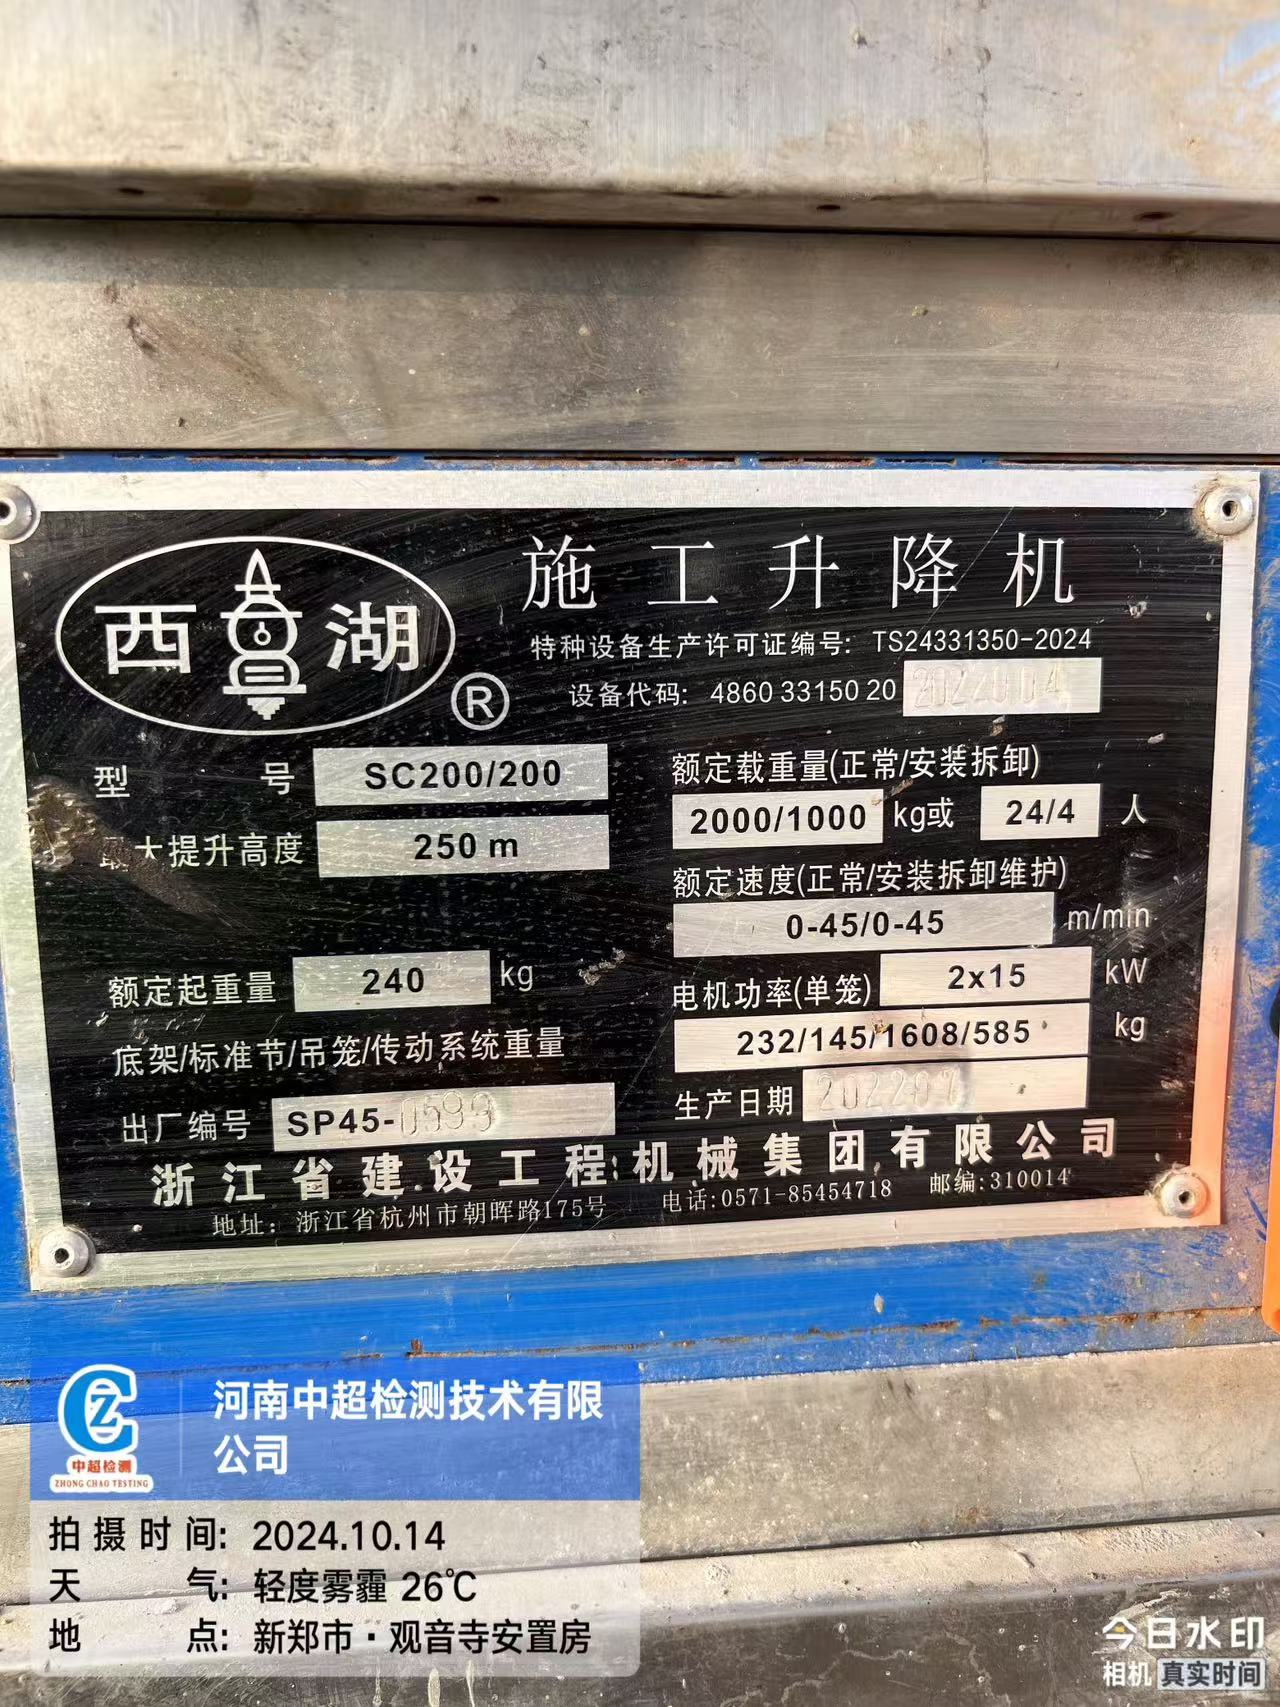 西湖
®
施工升降机
特种设备生产许可证编号: TS24331350-2024
设备代码: 4860 33150 20
型 号 SC200/200
额定载重量(正常/安装拆卸)
2000/1000 kg或 24/4 人
大提升高度 250 m
额定速度(正常/安装拆卸维护)
0-45/0-45 m/min
额定起重量 240 kg
电机功率(单笼) 2x15 kW
底架/标准节/吊笼/传动系统重量 232/145/1608/585 kg
出厂编号 SP45-0599
生产日期 202207
浙江省建设工程机械集团有限公司
地址: 浙江省杭州市朝晖路175号 电话:0571-85454718 邮编:310014
中超检测
ZHONG CHAO TESTING
河南中超检测技术有限
公司
拍摄时间: 2024.10.14
天 气: 轻度雾霾 26℃
地 点: 新郑市·观音寺安置房
今日水印
相机 真实时间